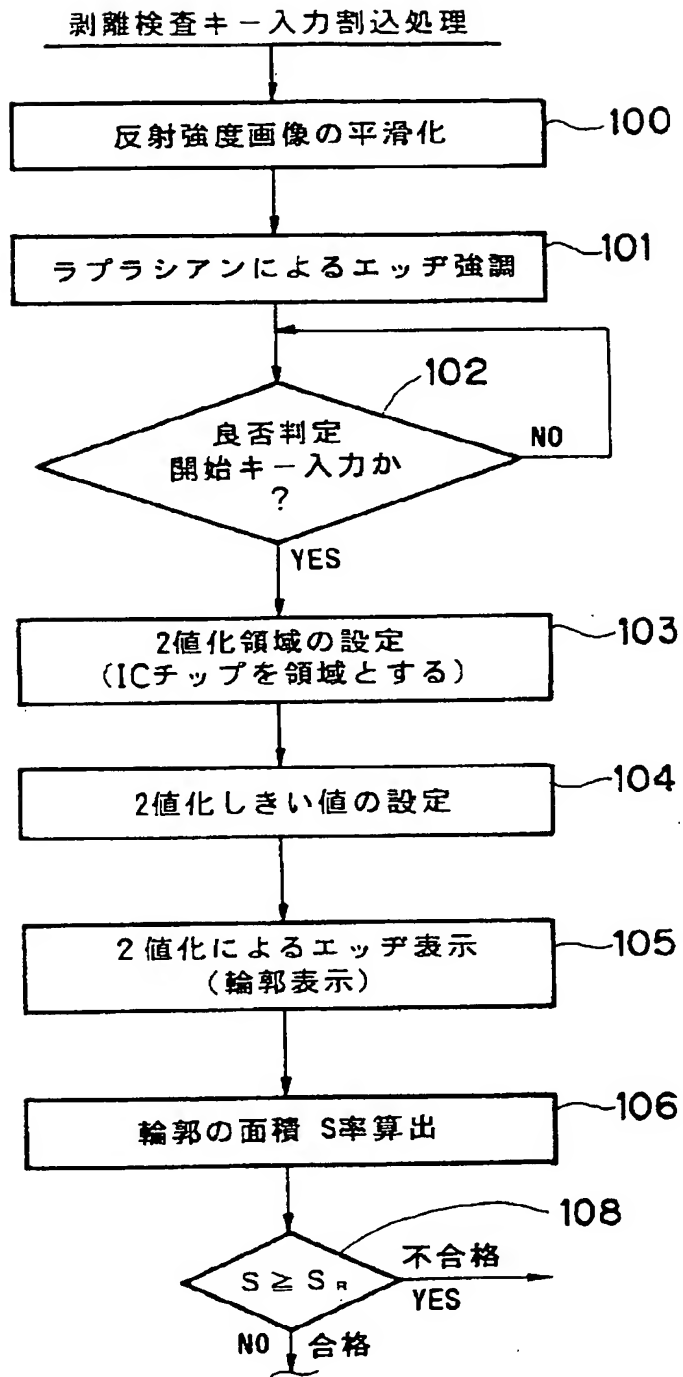 剥離検査キー入力割込処理
反射強度画像の平滑化
100
ラプラシアンによるエッヂ強調
101
102
良否判定
開始キー入力か
?
NO
YES
2値化領域の設定
(ICチップを領域とする)
103
2値化しきい値の設定
104
2値化によるエッヂ表示
(輪郭表示)
105
輪郭の面積 S率算出
106
108
S ≧ SR
不合格
YES
NO 合格